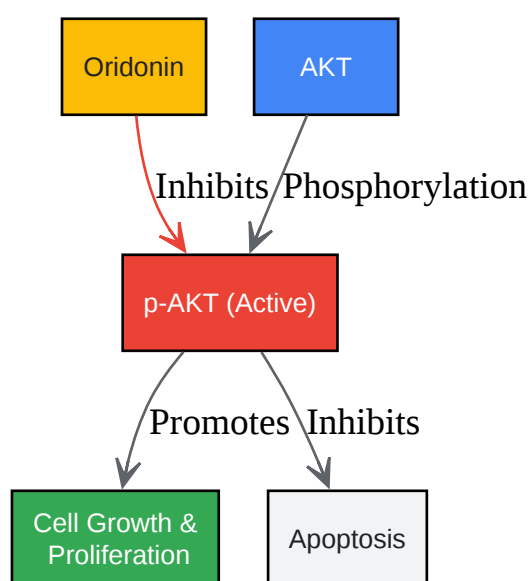 Oridonin
AKT
Inhibits
Phosphorylation
p-AKT (Active)
Promotes
Inhibits
Cell Growth &
Proliferation
Apoptosis